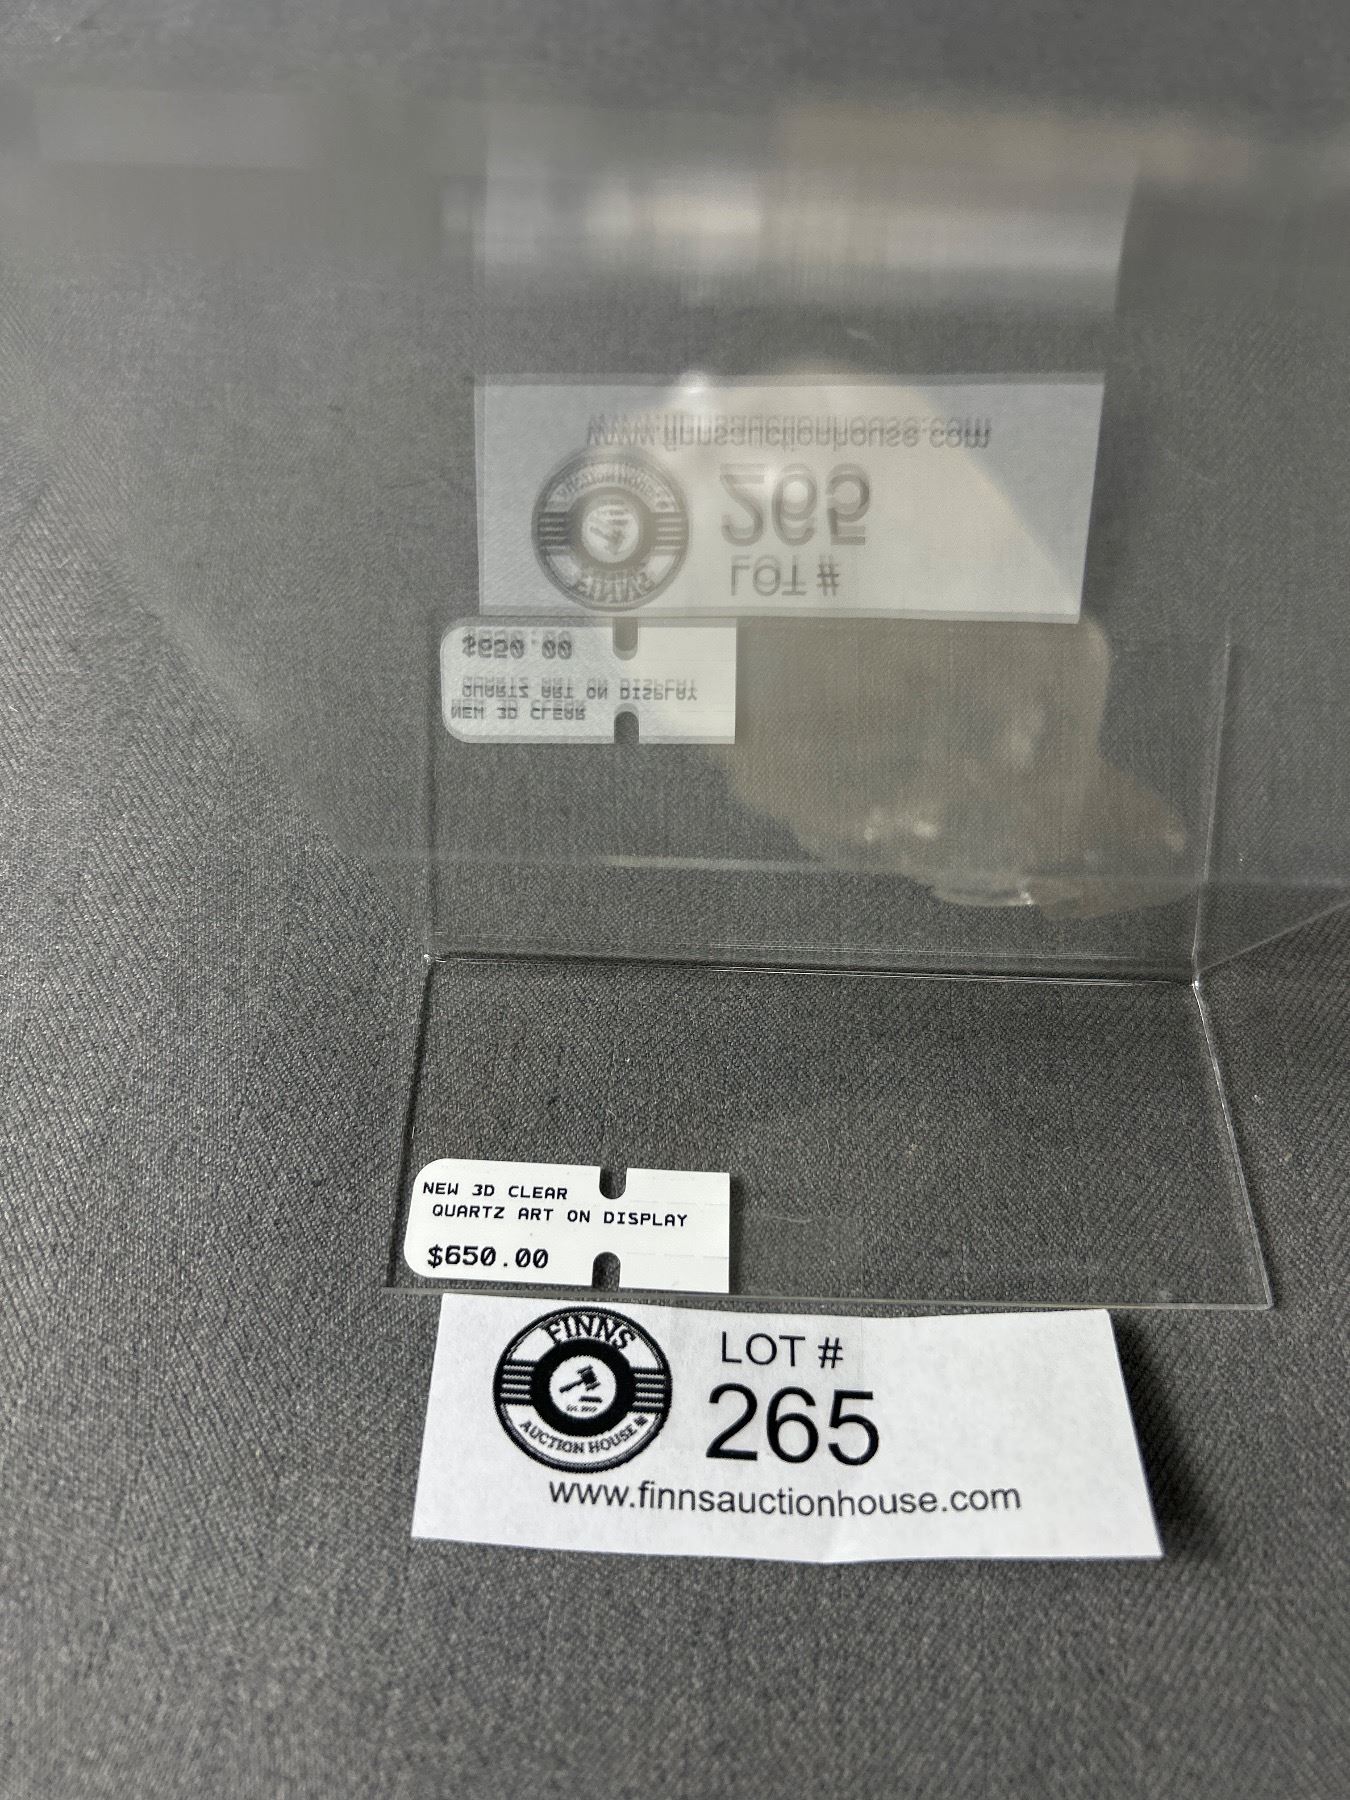 NEW 3D CLEAR
QUARTZ ART ON DISPLAY
$650.00
FINNS
AUCTION HOUSE
LOT #
265
www.finnsauctionhouse.com